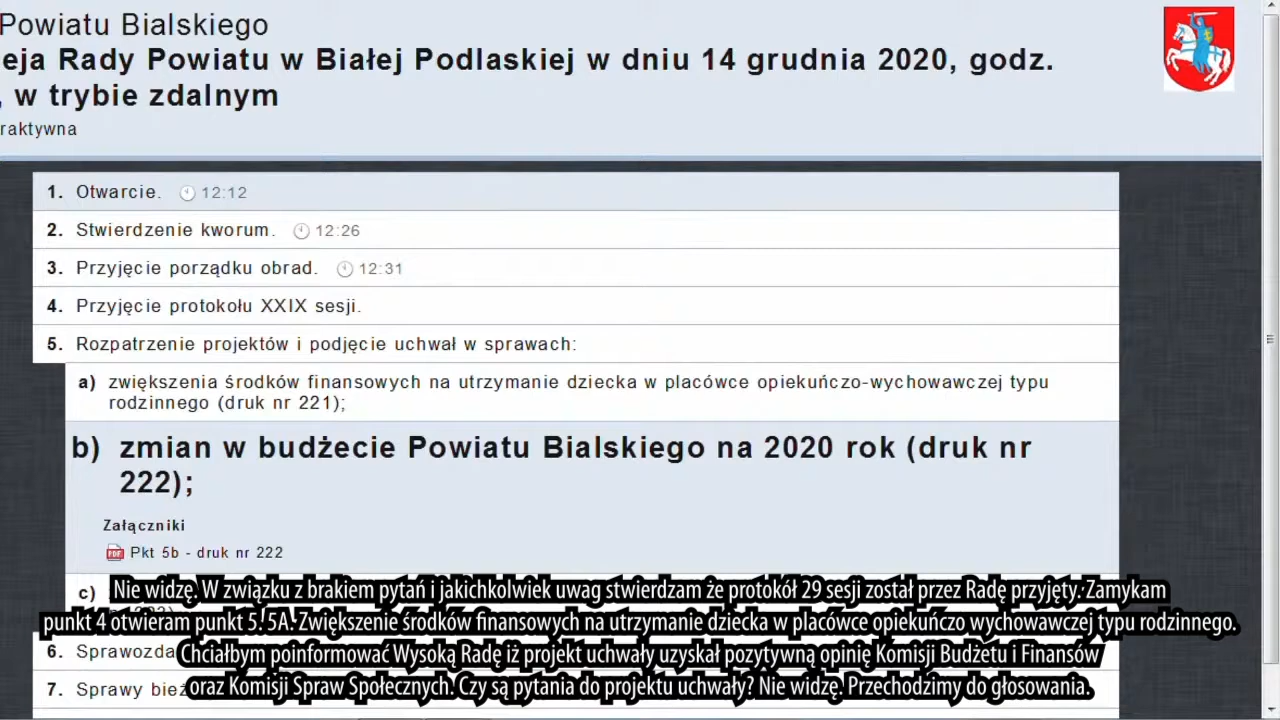 Powiatu Bialskiego
eja Rady Powiatu w Białej Podlaskiej w dniu 14 grudnia 2020, godz.
, w trybie zdalnym
raktywna
1. Otwarcie. 12:12
2. Stwierdzenie kworum. 12:26
3. Przyjęcie porządku obrad. 12:31
4. Przyjęcie protokołu XXIX sesji.
5. Rozpatrzenie projektów i podjęcie uchwał w sprawach:
a) zwiększenia środków finansowych na utrzymanie dziecka w placówce opiekuńczo-wychowawczej typu
rodzinnego (druk nr 221);
b) zmian w budżecie Powiatu Bialskiego na 2020 rok (druk nr
222);
Załączniki
PDF Pkt 5b - druk nr 222
c)
Nie widzę. W związku z brakiem pytań i jakichkolwiek uwag stwierdzam że protokół 29 sesji został przez Radę przyjęty. Zamykam
punkt 4 otwieram punkt 5. 5A. Zwiększenie środków finansowych na utrzymanie dziecka w placówce opiekuńczo wychowawczej typu rodzinnego.
6. Sprawozda
Chciałbym poinformować Wysoką Radę iż projekt uchwały uzyskał pozytywną opinię Komisji Budżetu i Finansów
7. Sprawy bież
oraz Komisji Spraw Społecznych. Czy są pytania do projektu uchwały? Nie widzę. Przechodzimy do głosowania.